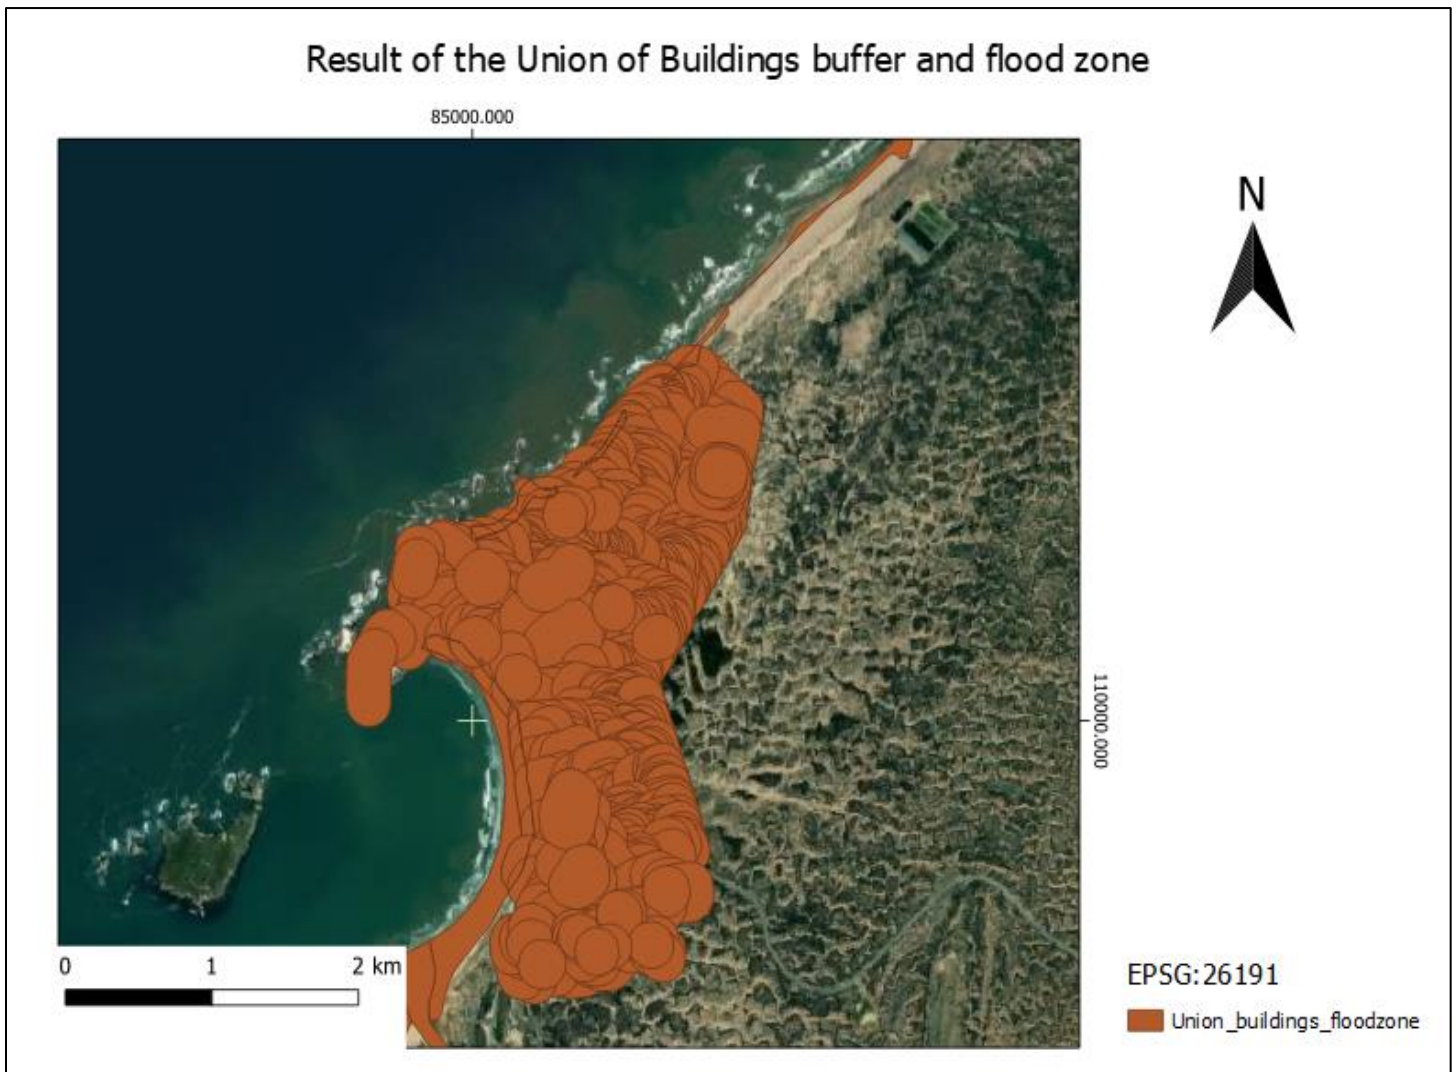 Result of the Union of Buildings buffer and flood zone
85000.000
N
110000.000
0 1 2 km
EPSG:26191
Union_buildings_floodzone